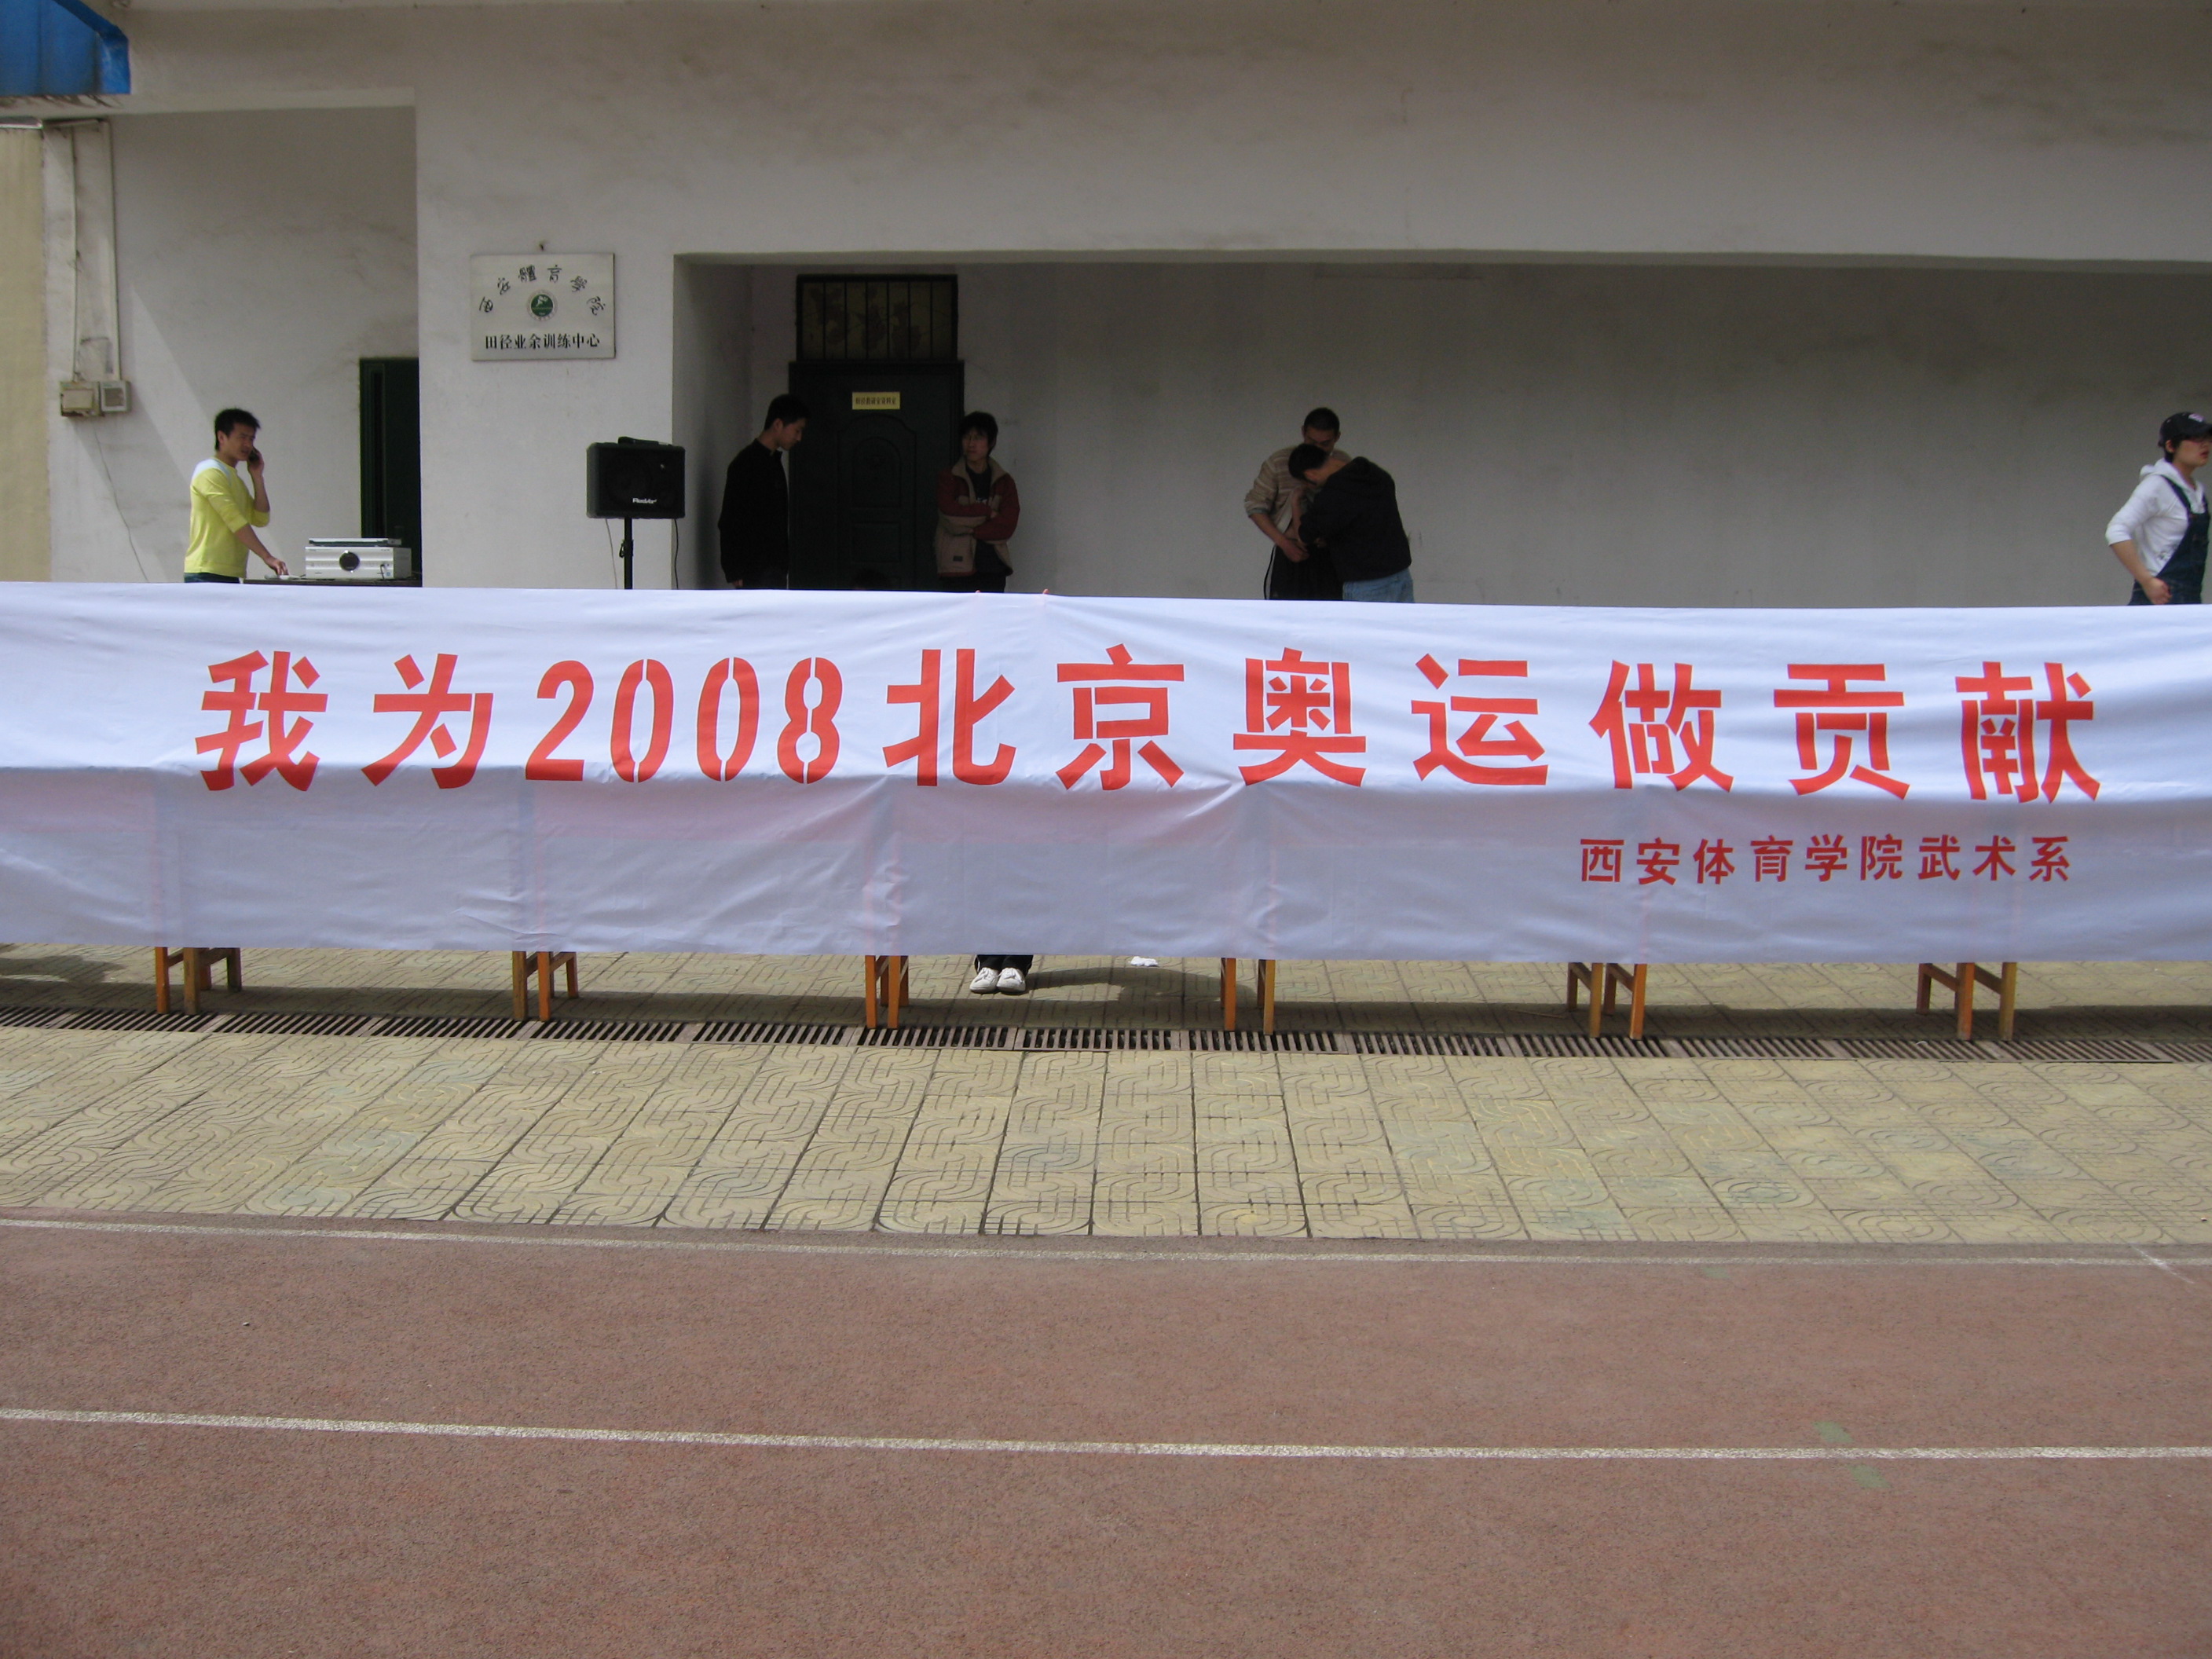 西安體育学院
田径业余训练中心
我为2008北京奥运做贡献
西安体育学院武术系